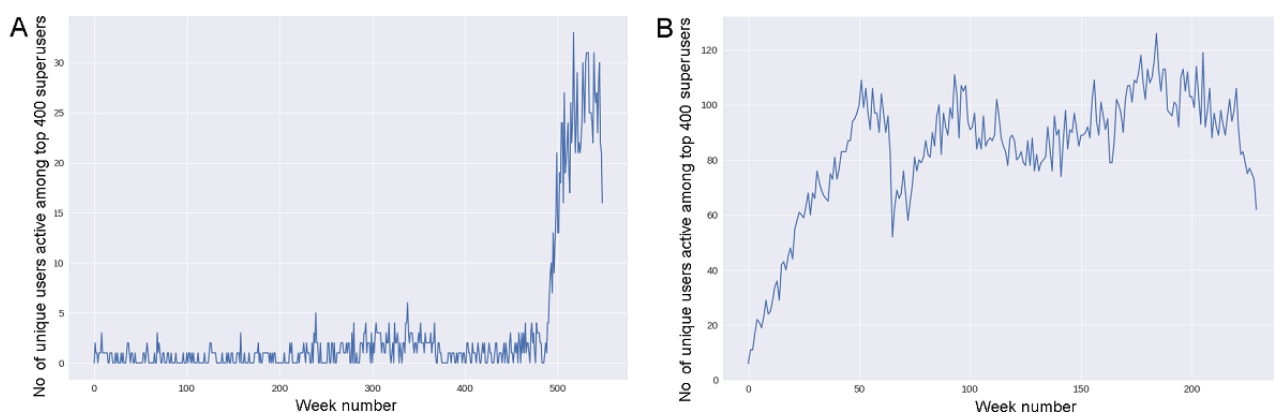 A
No of unique users active among top 400 superusers
30
25
20
15
10
5
0
0 100 200 300 400 500
Week number
B
No of unique users active among top 400 superusers
120
100
80
60
40
20
0
0 50 100 150 200
Week number